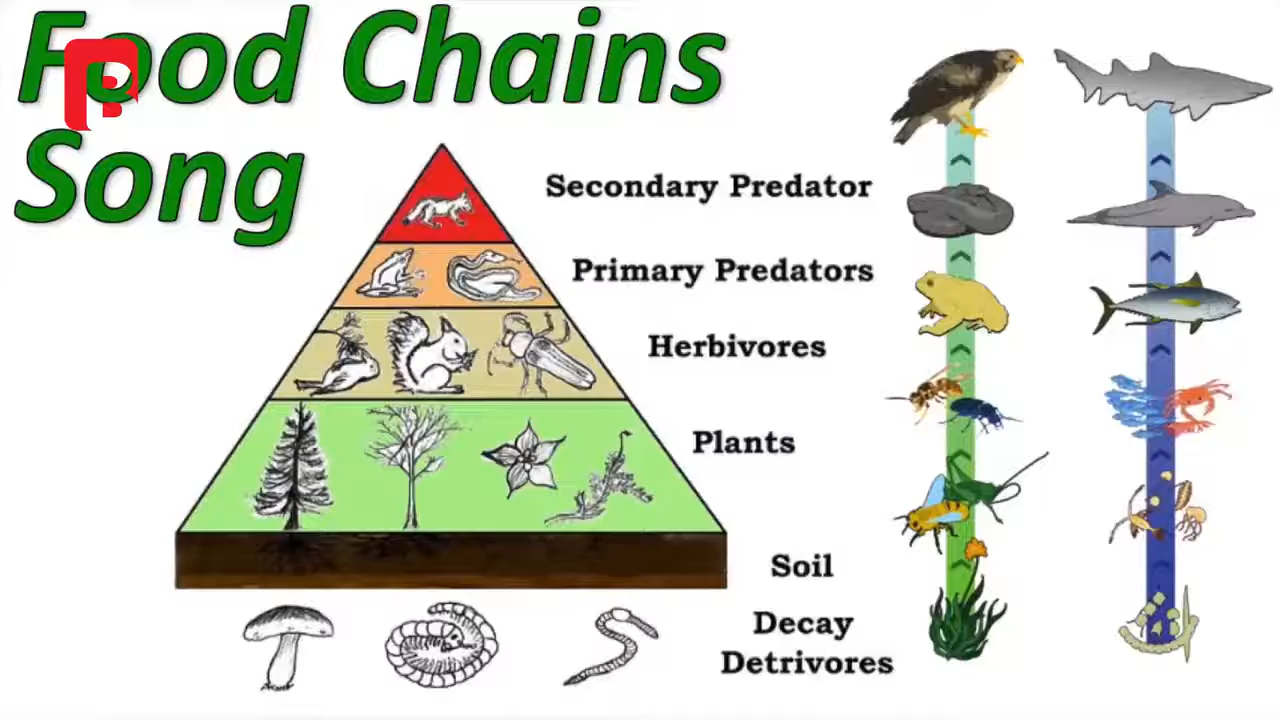 Food Chains
Song
Secondary Predator
Primary Predators
Herbivores
Plants
Soil
Decay
Detrivores